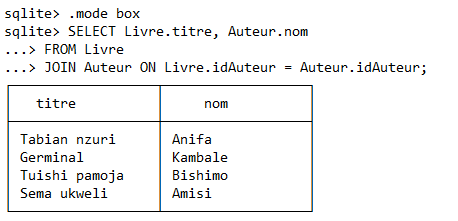 sqlite> .mode box
sqlite> SELECT Livre.titre, Auteur.nom
...> FROM Livre
...> JOIN Auteur ON Livre.idAuteur = Auteur.idAuteur;
titre nom
Tabian nzuri Anifa
Germinal Kambale
Tuishi pamoja Bishimo
Sema ukweli Amisi